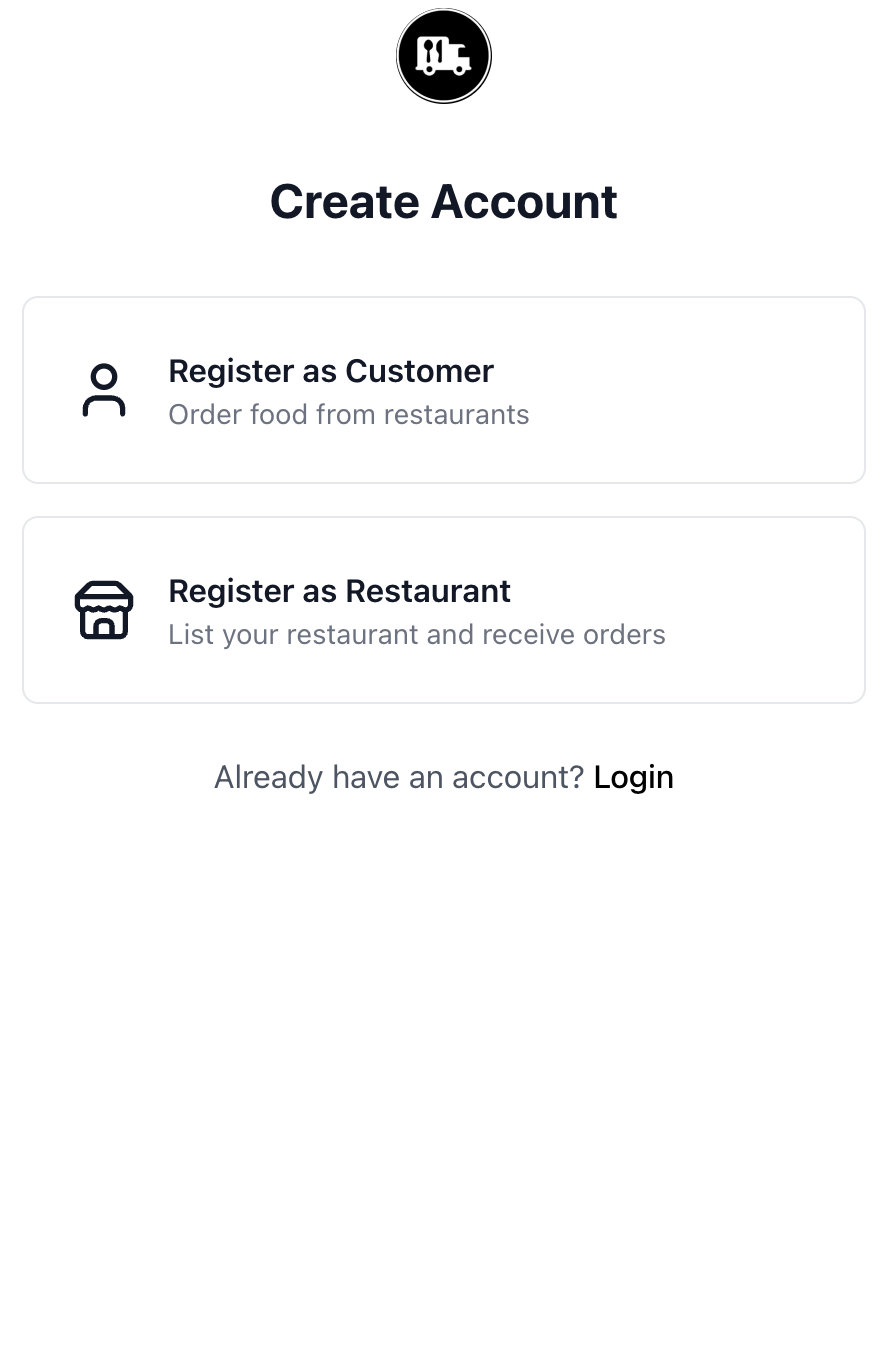 Create Account
Register as Customer
Order food from restaurants
Register as Restaurant
List your restaurant and receive orders
Already have an account? Login